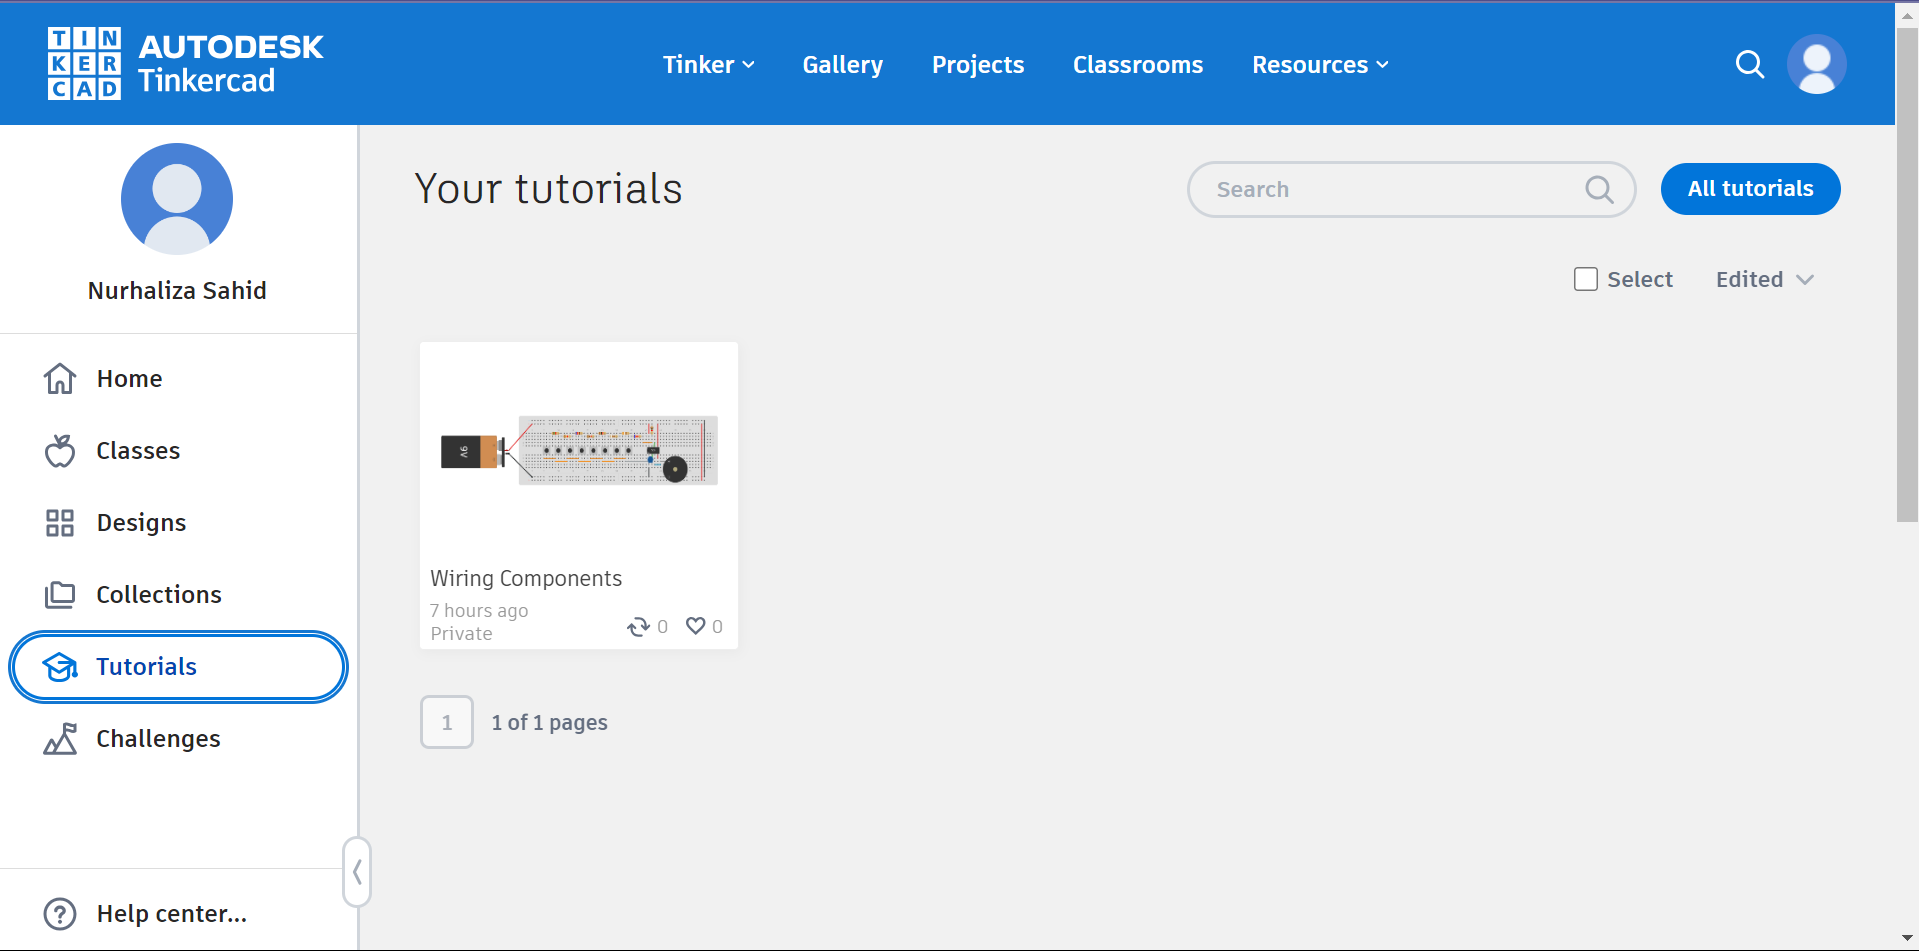 TIN
KER
CAD
AUTODESK
Tinkercad
Tinker
Gallery
Projects
Classrooms
Resources
Nurhaliza Sahid
Home
Classes
Designs
Collections
Tutorials
Challenges
Help center...
Your tutorials
Search
All tutorials
Select
Edited
9V
Wiring Components
7 hours ago
Private
0
0
1
1 of 1 pages